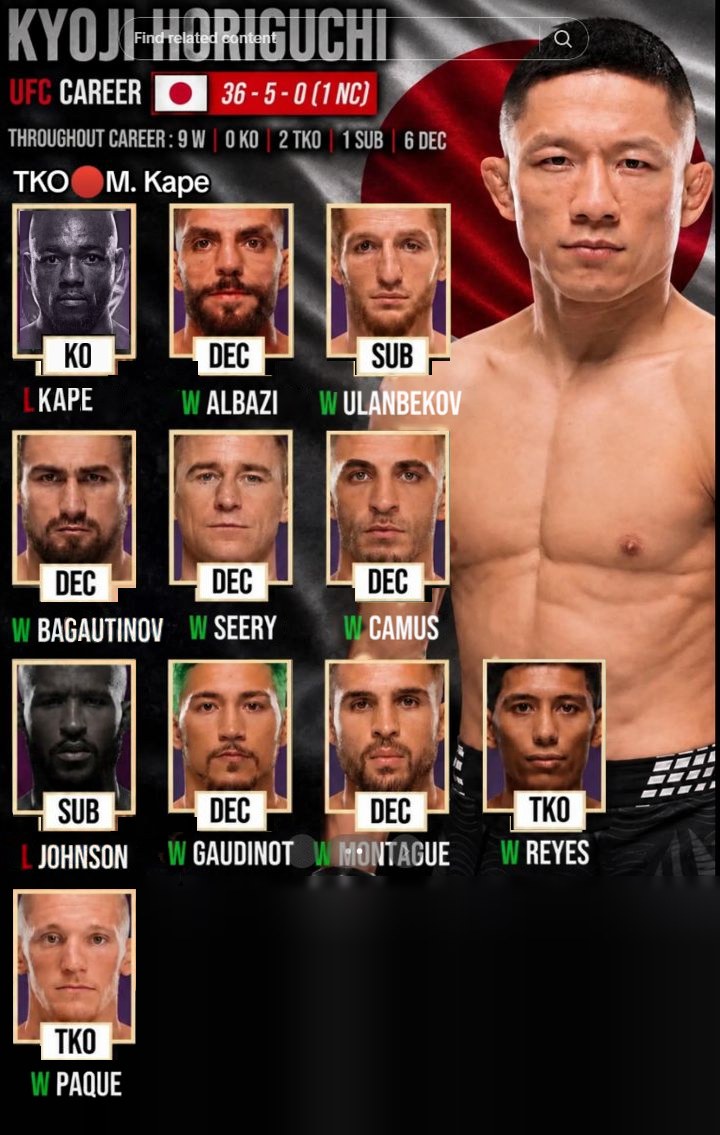 KYOJI HORIGUCHI
Find related content
UFC CAREER 36 - 5 - 0 (1 NC)
THROUGHOUT CAREER : 9 W | 0 KO | 2 TKO | 1 SUB | 6 DEC
TKO🔴M. Kape
KO DEC SUB
L KAPE W ALBAZI W ULANBEKOV
DEC DEC DEC
W BAGAUTINOV W SEERY W CAMUS
SUB DEC DEC TKO
L JOHNSON W GAUDINOT W MONTAGUE W REYES
TKO
W PAQUE